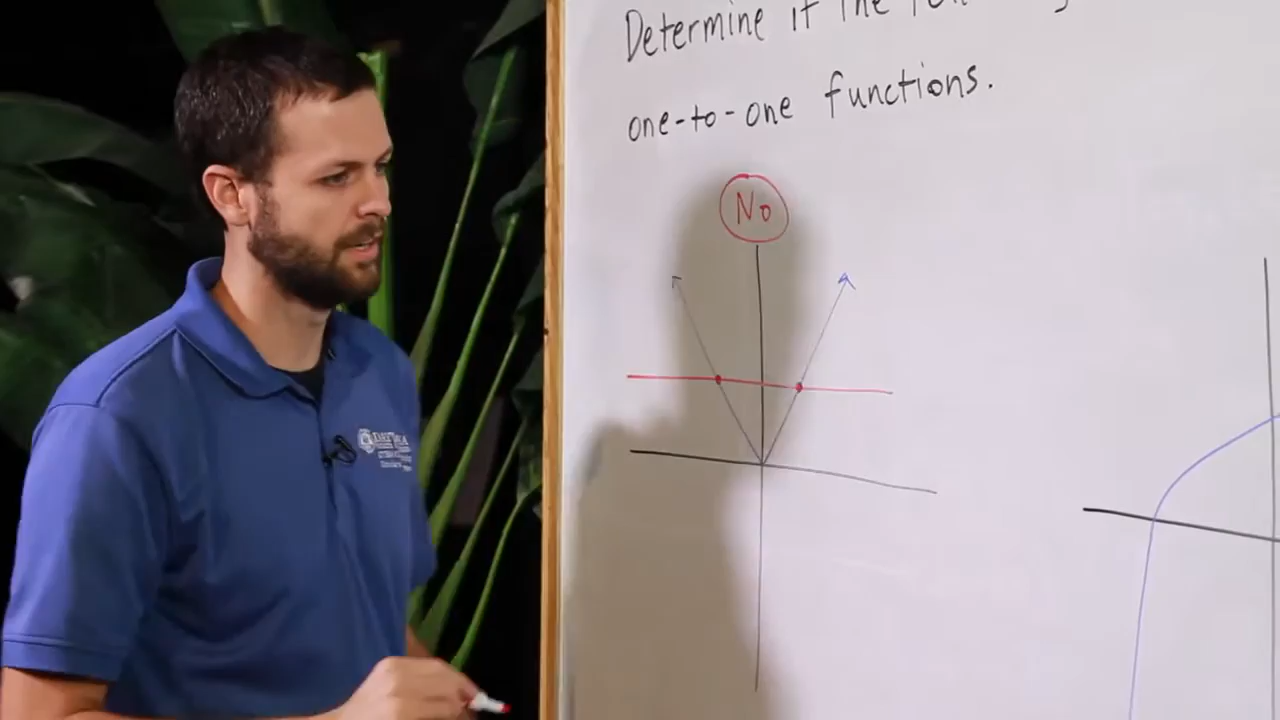 Determine if the
one-to-one functions.
No